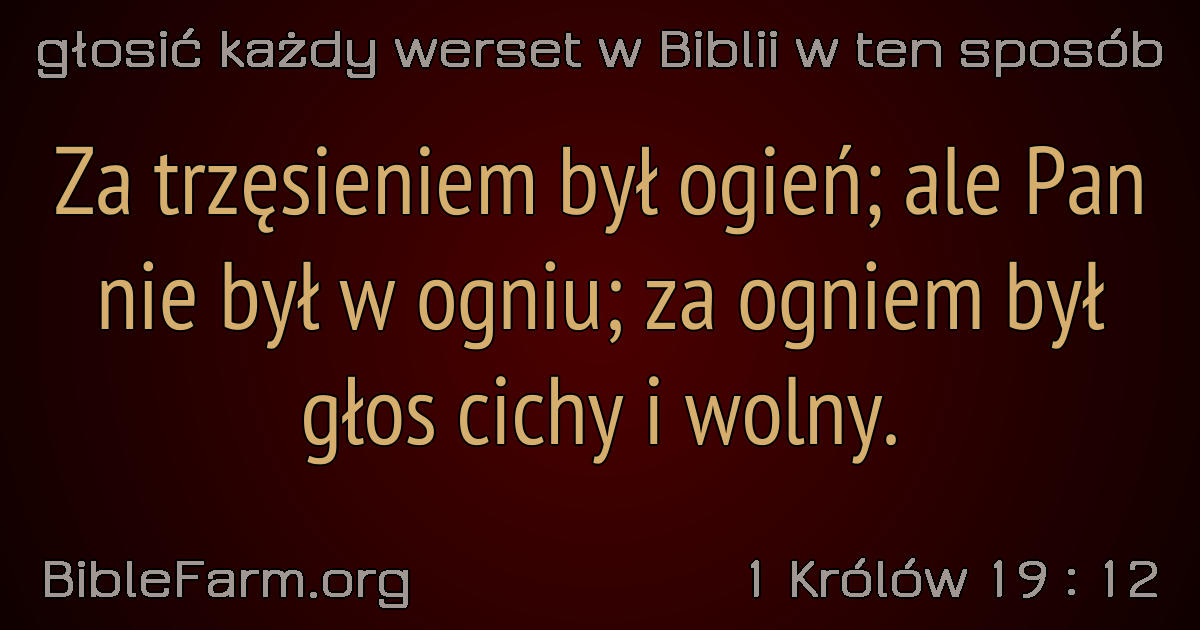 głosić każdy werset w Biblii w ten sposób
Za trzęsieniem był ogień; ale Pan
nie był w ogniu; za ogniem był
głos cichy i wolny.
BibleFarm.org
1 Królów 19 : 12